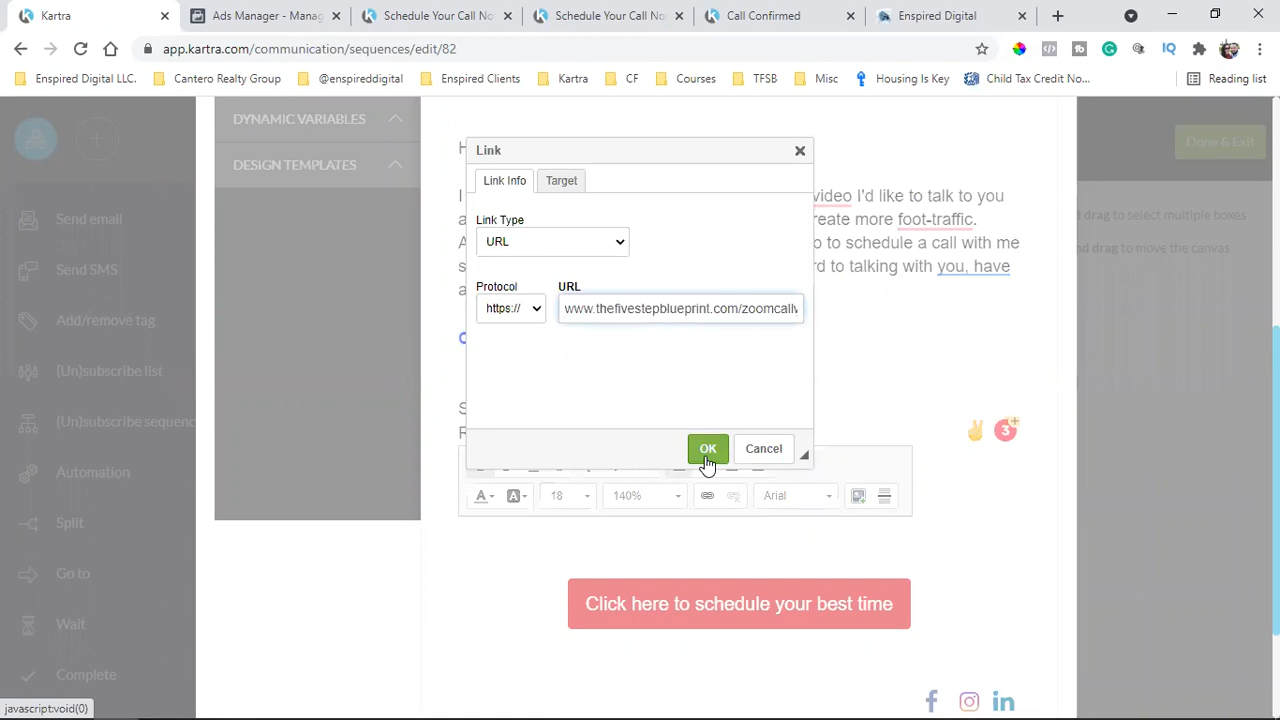 Kartra
Ads Manager - Manag
Schedule Your Call No
Schedule Your Call No
Call Confirmed
Enspired Digital
app.kartra.com/communication/sequences/edit/82
IQ
Enspired Digital LLC.
Cantero Realty Group
@enspireddigital
Enspired Clients
Kartra
CF
Courses
TFSB
Misc
Housing Is Key
Child Tax Credit No...
Reading list
DYNAMIC VARIABLES
DESIGN TEMPLATES
Done & Exit
Send email
Send SMS
Add/remove tag
(Un)subscribe list
(Un)subscribe sequenc
Automation
Split
Go to
Wait
Complete
Link
Link Info
Target
Link Type
URL
Protocol
URL
https://
www.thefivestepblueprint.com/zoomcall
OK
Cancel
H
I
video I'd like to talk to you
reate more foot-traffic.
A
p to schedule a call with me
s
rd to talking with you, have
a
S
R
and drag to select multiple boxes
and drag to move the canvas
3
A
A
18
140%
Arial
Click here to schedule your best time
javascript:void(0)